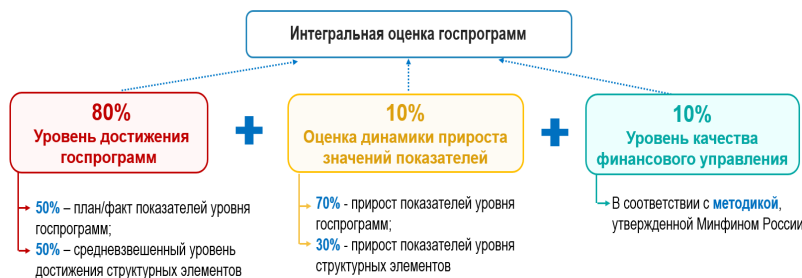 Интегральная оценка госпрограмм
80%
Уровень достижения
госпрограмм
+
10%
Оценка динамики прироста
значений показателей
+
10%
Уровень качества
финансового управления
50% – план/факт показателей уровня
госпрограмм;
50% – средневзвешенный уровень
достижения структурных элементов
70% - прирост показателей уровня
госпрограмм;
30% - прирост показателей уровня
структурных элементов
В соответствии с методикой,
утвержденной Минфином России